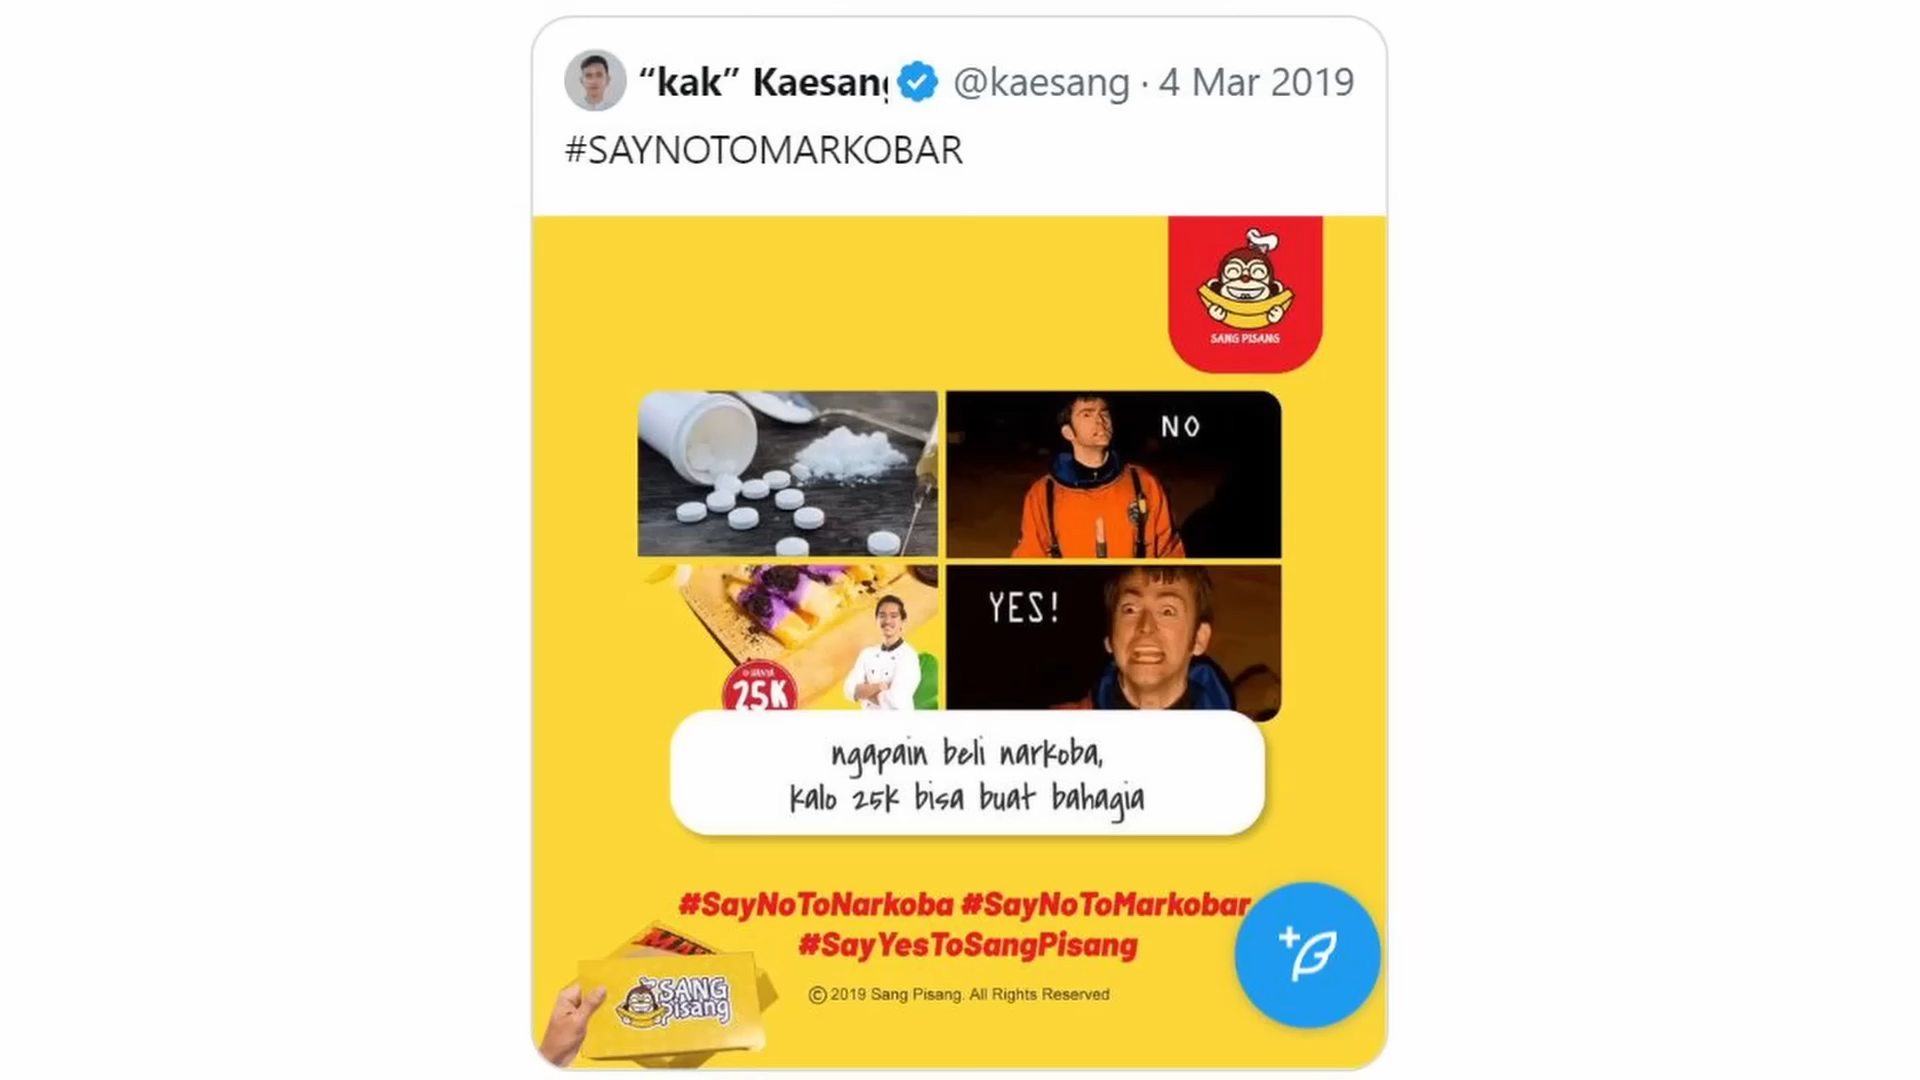 “kak” Kaesang @kaesang · 4 Mar 2019
#SAYNOTOMARKOBAR
SANG PISANG
NO
YES!
25K
ngapain beli narkoba,
kalo 25k bisa buat bahagia
#SayNoToNarkoba #SayNoToMarkobar
#SayYesToSangPisang
SANG
Pisang
© 2019 Sang Pisang. All Rights Reserved